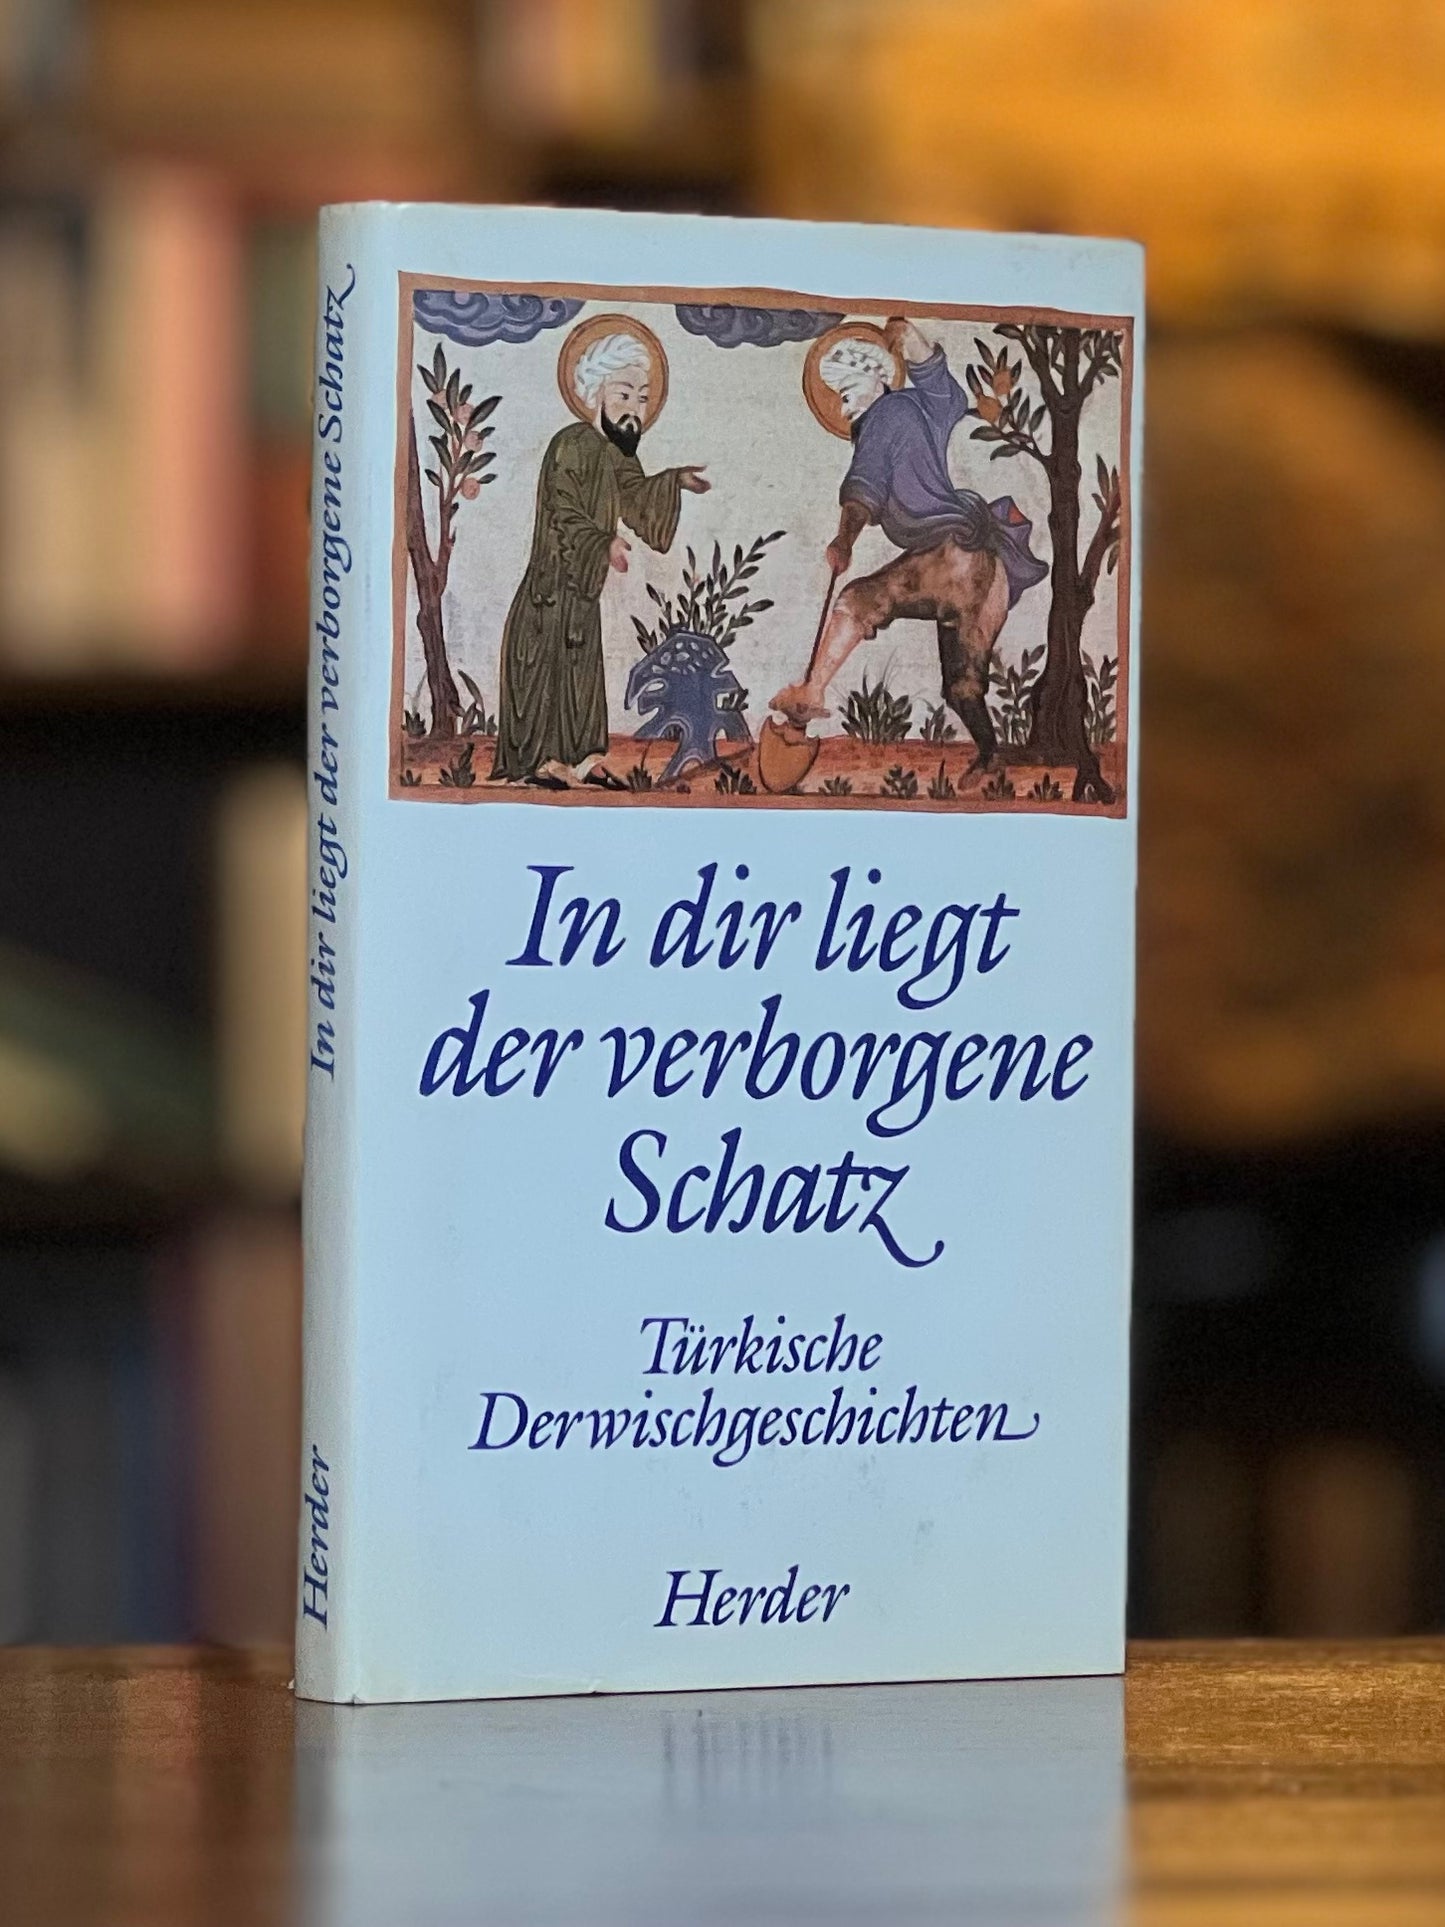 In dir liegt der verborgene Schatz
Herder
In dir liegt
der verborgene
Schatz
Türkische
Derwischgeschichten
Herder